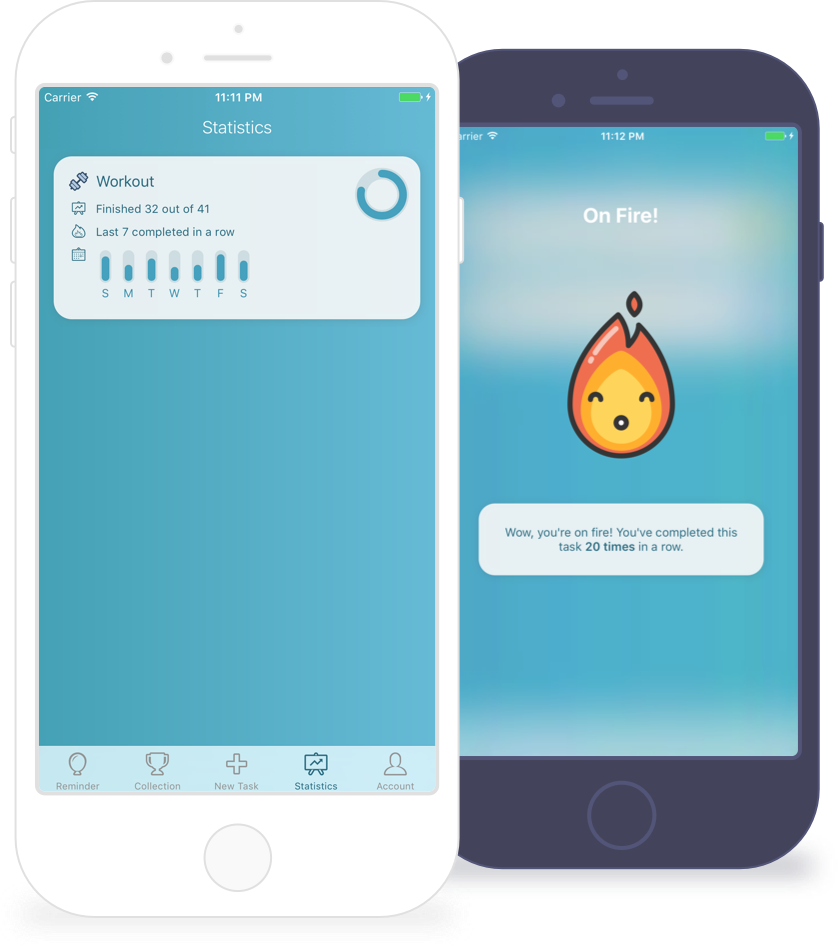 Carrier 11:11 PM
Statistics
Workout
Finished 32 out of 41
Last 7 completed in a row
S M T W T F S
Reminder Collection New Task Statistics Account
arrier 11:12 PM
On Fire!
Wow, you're on fire! You've completed this
task 20 times in a row.